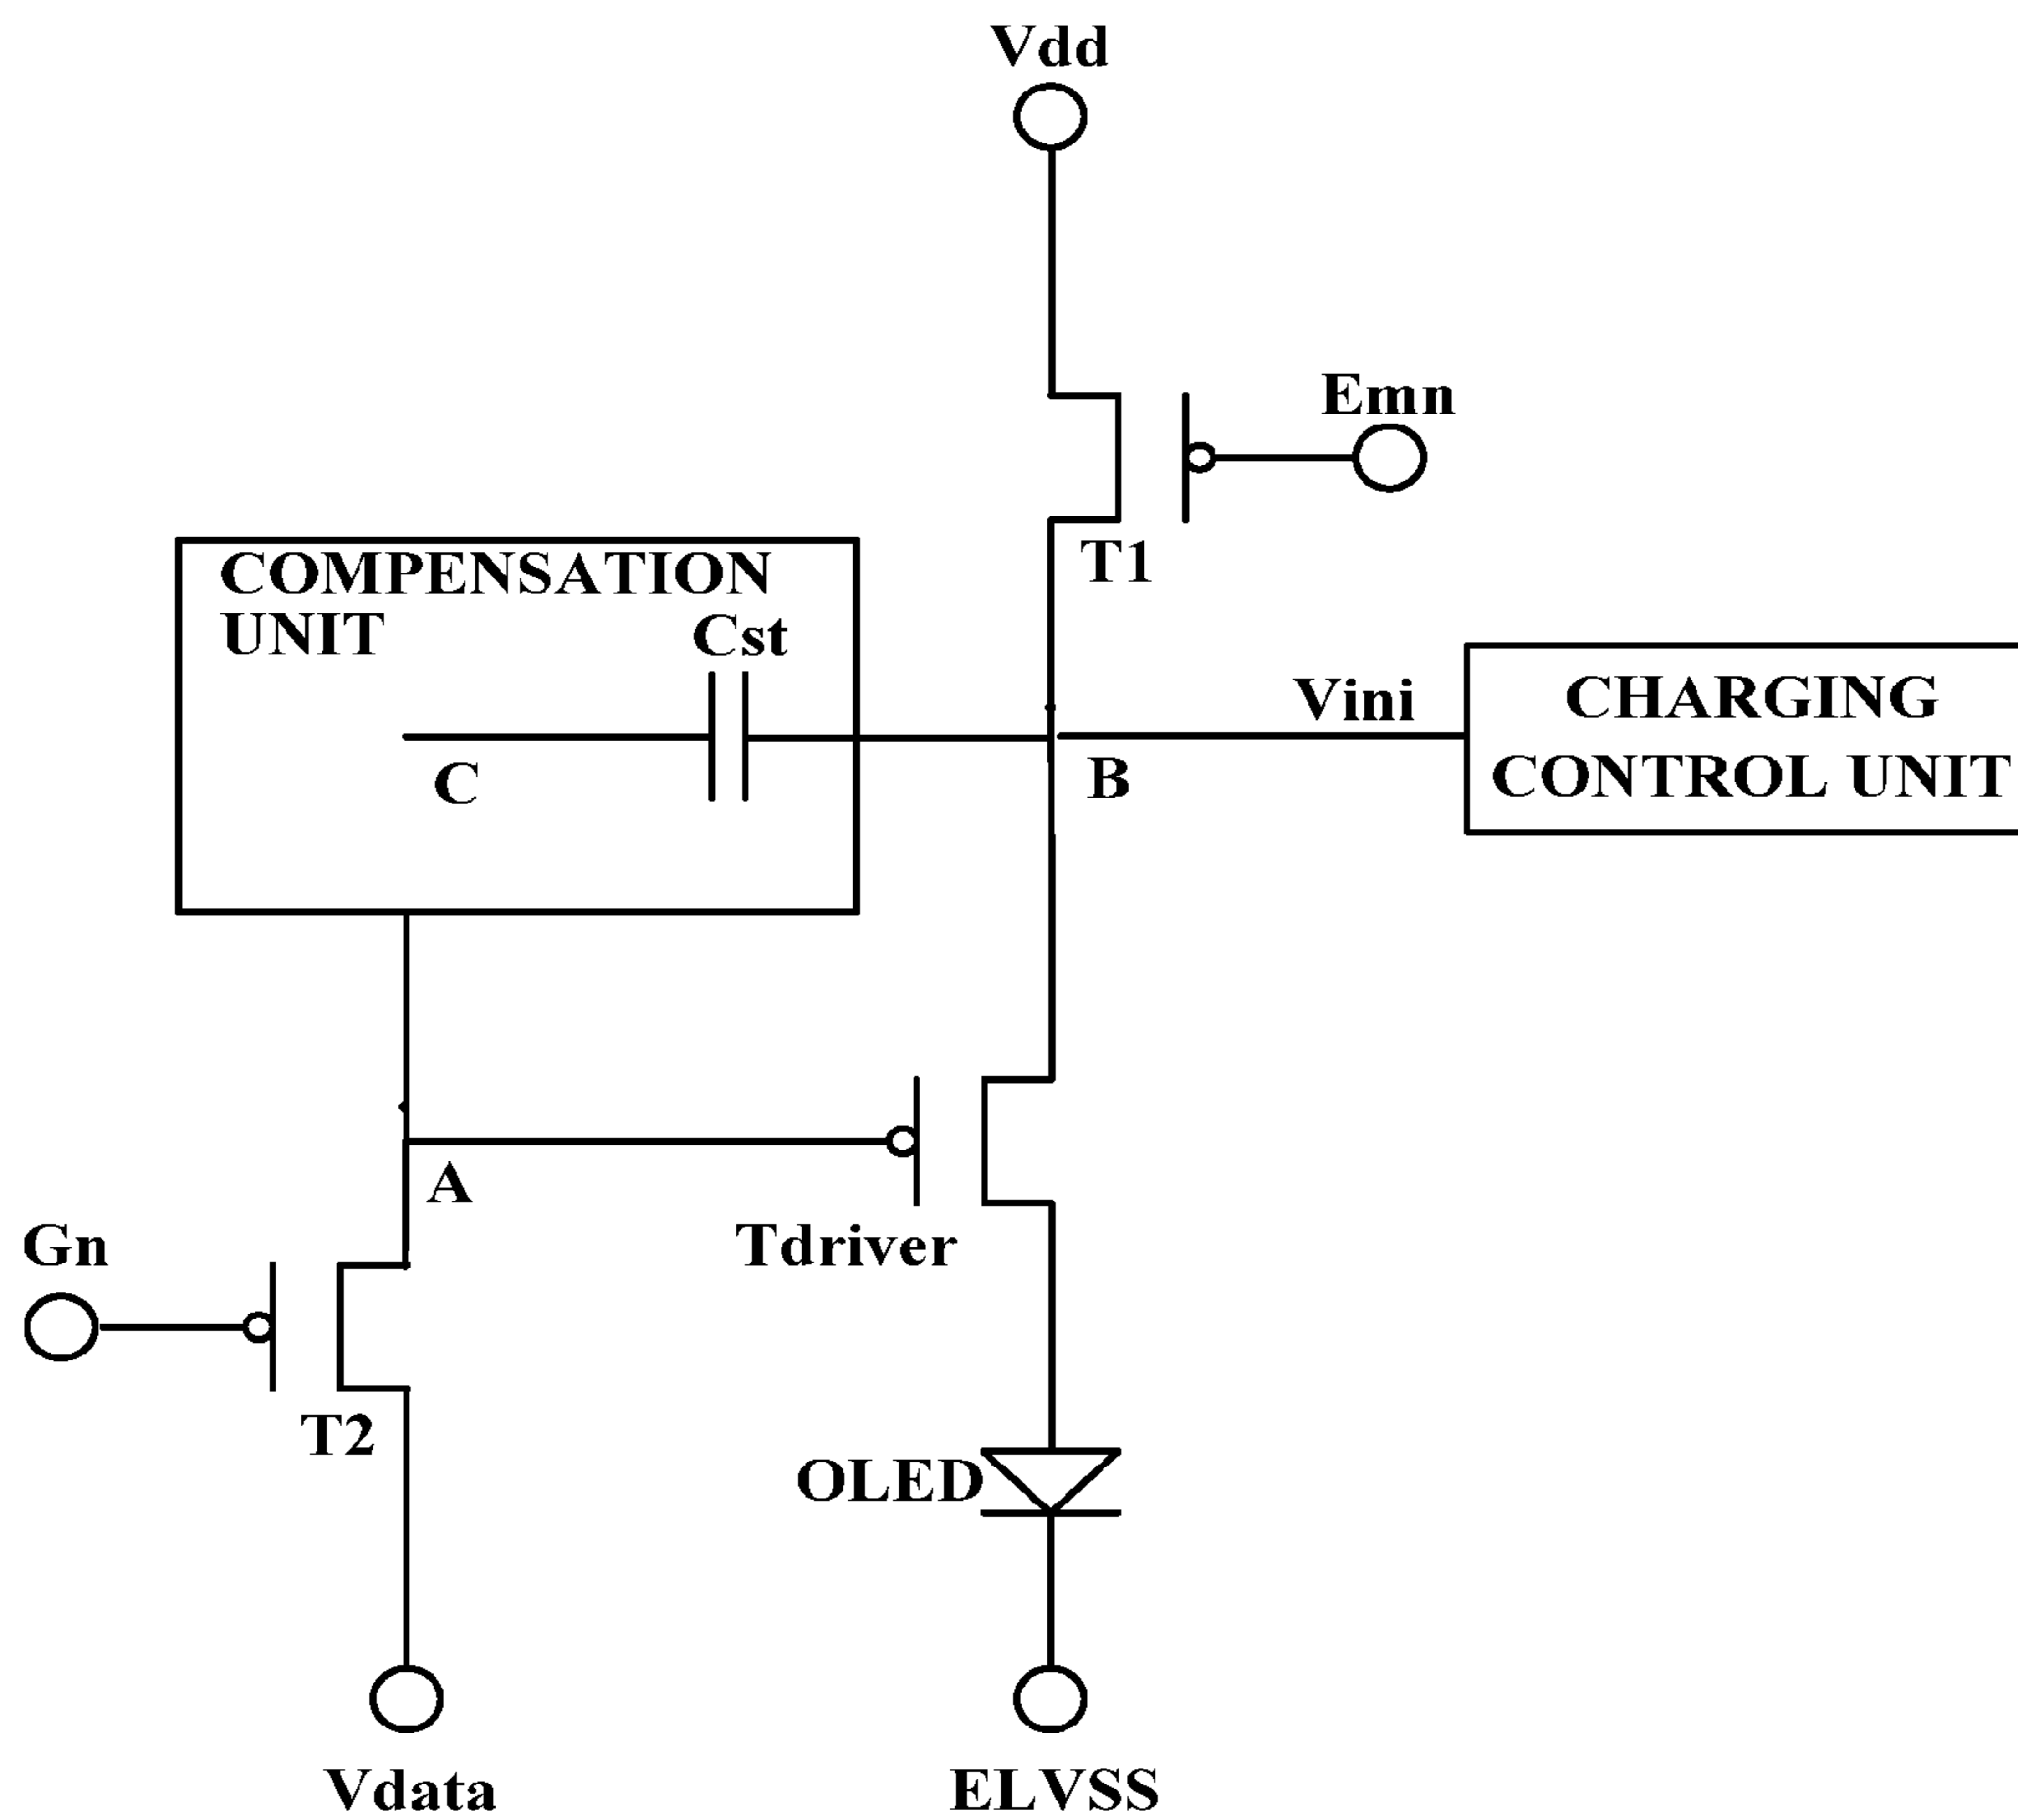 Vdd
Emn
T1
COMPENSATION
UNIT
Cst
C
Vini
B
CHARGING
CONTROL UNIT
A
Gn
Tdriver
T2
OLED
Vdata
ELVSS